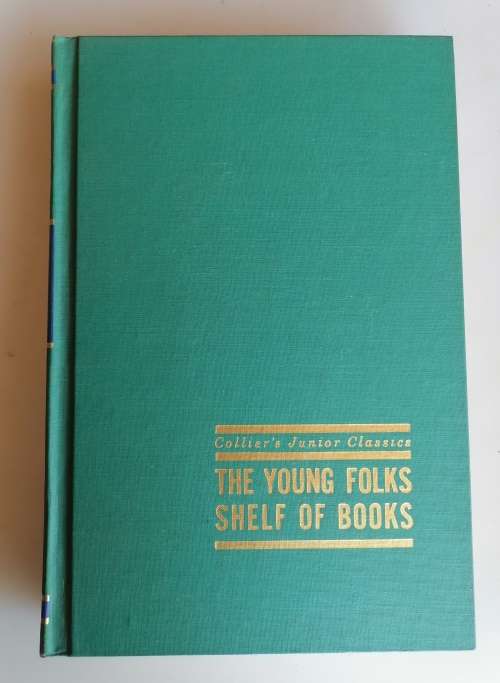 Collier's Junior Classics
THE YOUNG FOLKS
SHELF OF BOOKS